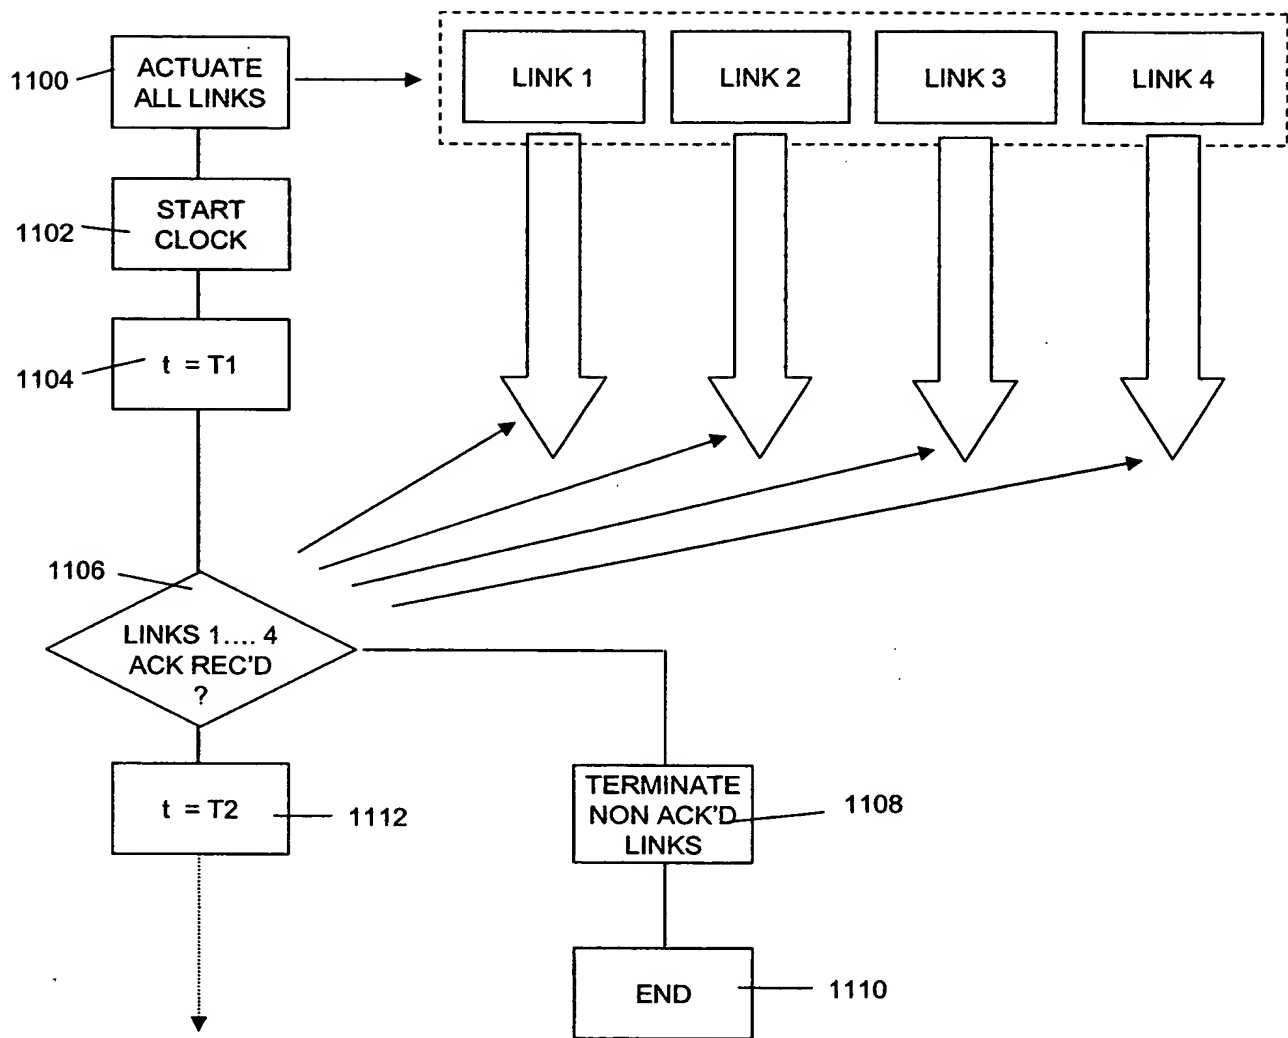 1100
ACTUATE
ALL LINKS
LINK 1
LINK 2
LINK 3
LINK 4
1102
START
CLOCK
1104
t = T1
1106
LINKS 1.... 4
ACK REC'D
?
t = T2
1112
TERMINATE
NON ACK'D
LINKS
1108
END
1110